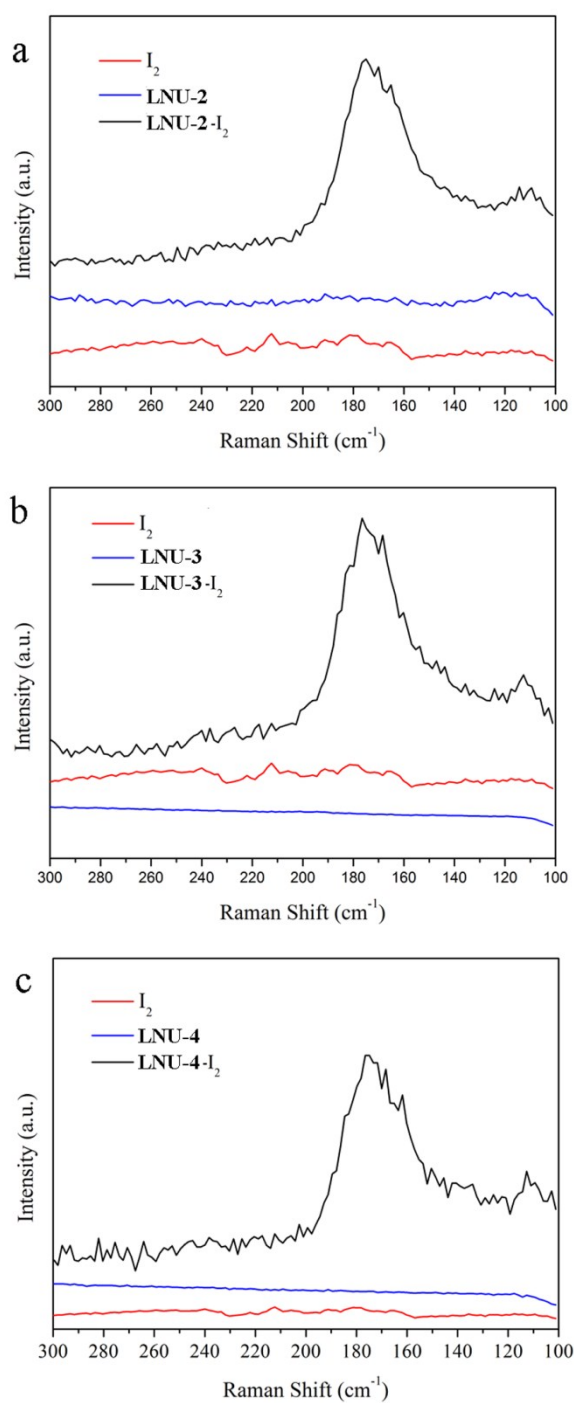 a
I₂
LNU-2
LNU-2-I₂
Intensity (a.u.)
300 280 260 240 220 200 180 160 140 120 100
Raman Shift (cm⁻¹)
b
I₂
LNU-3
LNU-3-I₂
Intensity (a.u.)
300 280 260 240 220 200 180 160 140 120 100
Raman Shift (cm⁻¹)
c
I₂
LNU-4
LNU-4-I₂
Intensity (a.u.)
300 280 260 240 220 200 180 160 140 120 100
Raman Shift (cm⁻¹)